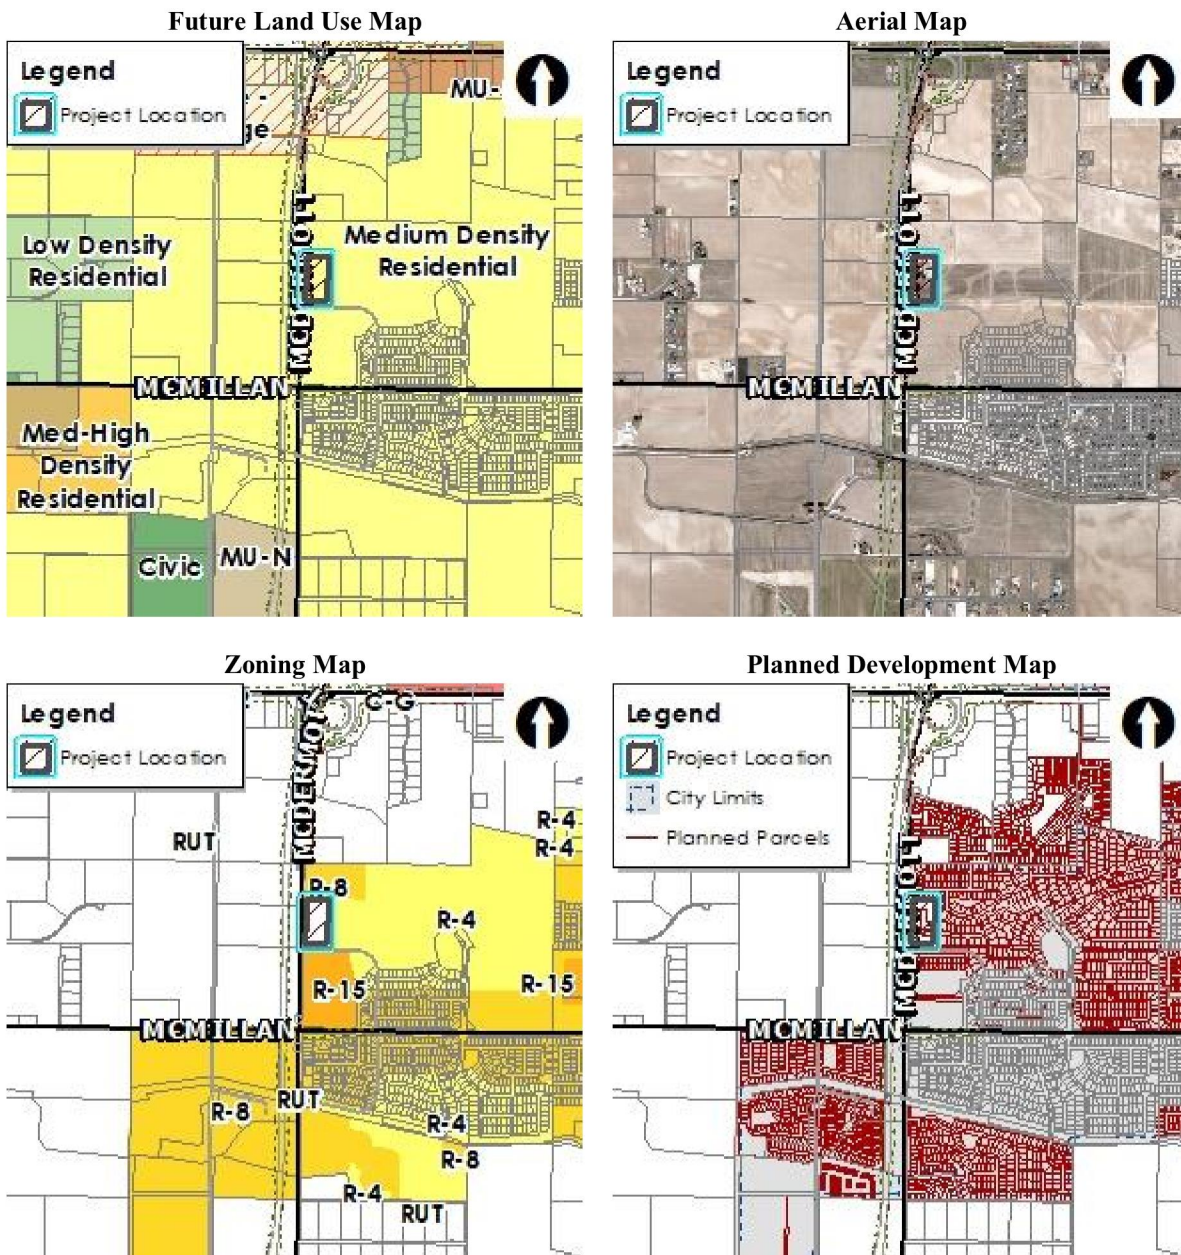 Future Land Use Map
Legend
Project Location
MU-
ge
Low Density
Residential
Medium Density
Residential
MCMILLAN
Med-High
Density
Residential
Civic
MU-N
Aerial Map
Legend
Project Location
MCMILLAN
Zoning Map
Legend
Project Location
C-G
MCDERMOTT
RUT
R-4
R-4
R-8
R-4
R-15
R-15
MCMILLAN
R-8
RUT
R-4
R-8
R-4
RUT
Planned Development Map
Legend
Project Location
City Limits
Planned Parcels
MCMILLAN